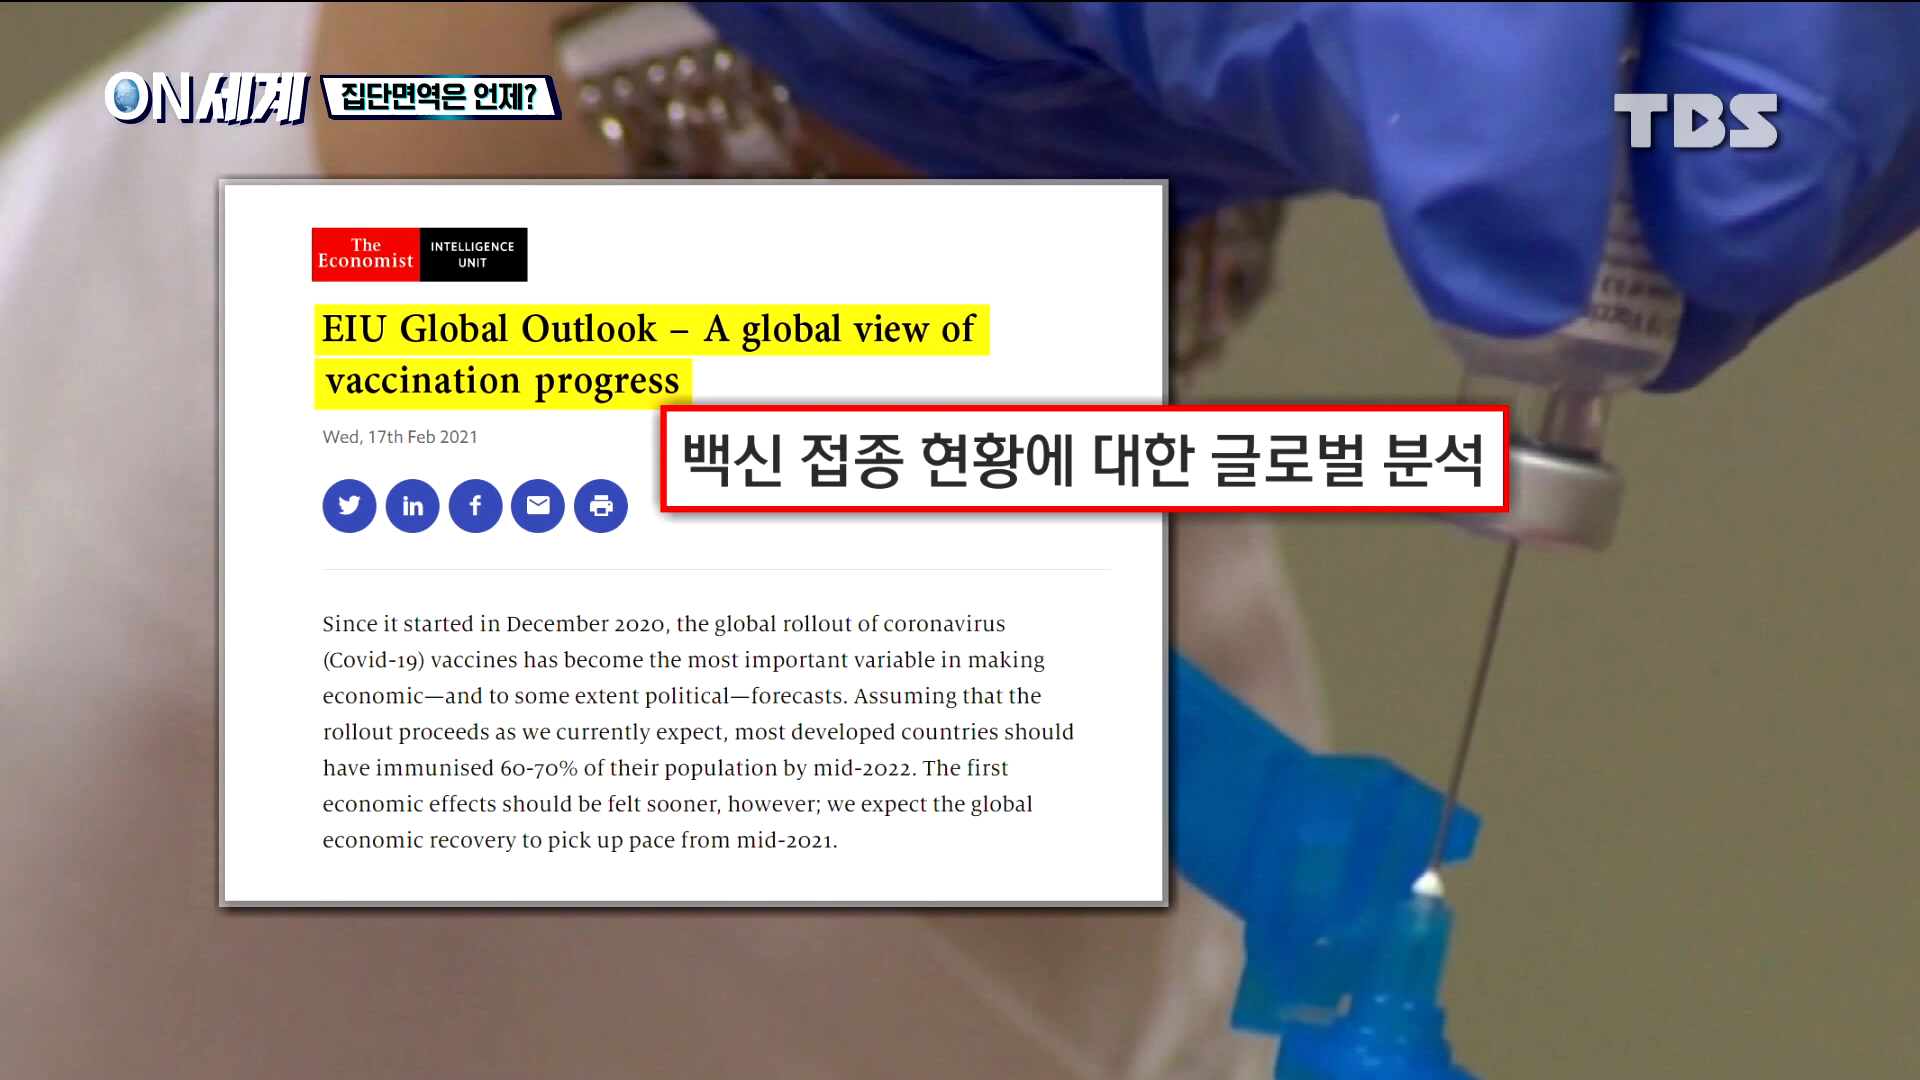 ON세계 집단면역은 언제?
TBS
The
Economist
INTELLIGENCE
UNIT
EIU Global Outlook – A global view of
vaccination progress
Wed, 17th Feb 2021
백신 접종 현황에 대한 글로벌 분석
Since it started in December 2020, the global rollout of coronavirus
(Covid-19) vaccines has become the most important variable in making
economic—and to some extent political—forecasts. Assuming that the
rollout proceeds as we currently expect, most developed countries should
have immunised 60-70% of their population by mid-2022. The first
economic effects should be felt sooner, however; we expect the global
economic recovery to pick up pace from mid-2021.